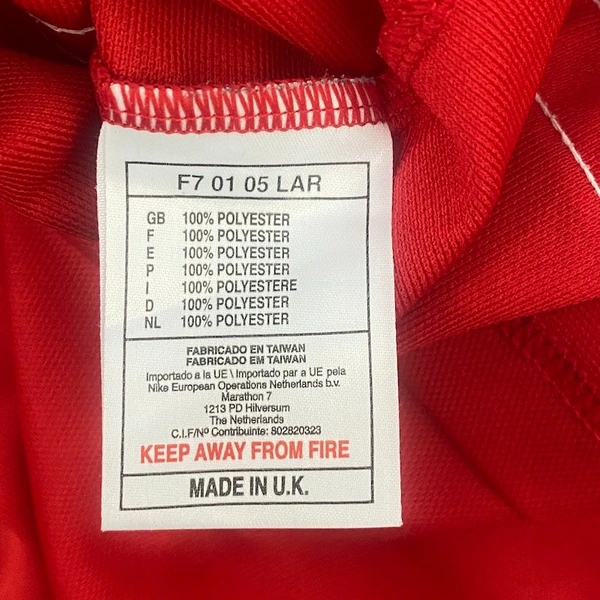 F7 01 05 LAR
GB 100% POLYESTER
F 100% POLYESTER
E 100% POLYESTER
P 100% POLYESTER
I 100% POLYESTERE
D 100% POLYESTER
NL 100% POLYESTER
FABRICADO EN TAIWAN
FABRICADO EM TAIWAN
Importado a la UE \ Importado par a UE pela
Nike European Operations Netherlands b.v.
Marathon 7
1213 PD Hilversum
The Netherlands
C.I.F/Nº Contribuinte: 802820323
KEEP AWAY FROM FIRE
MADE IN U.K.